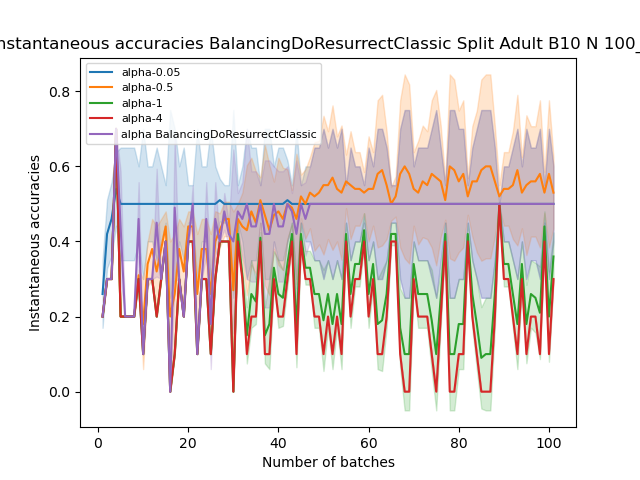 nstantaneous accuracies BalancingDoResurrectClassic Split Adult B10 N 100_
alpha-0.05
alpha-0.5
alpha-1
alpha-4
alpha BalancingDoResurrectClassic
Instantaneous accuracies
0.8
0.6
0.4
0.2
0.0
0
20
40
60
80
100
Number of batches